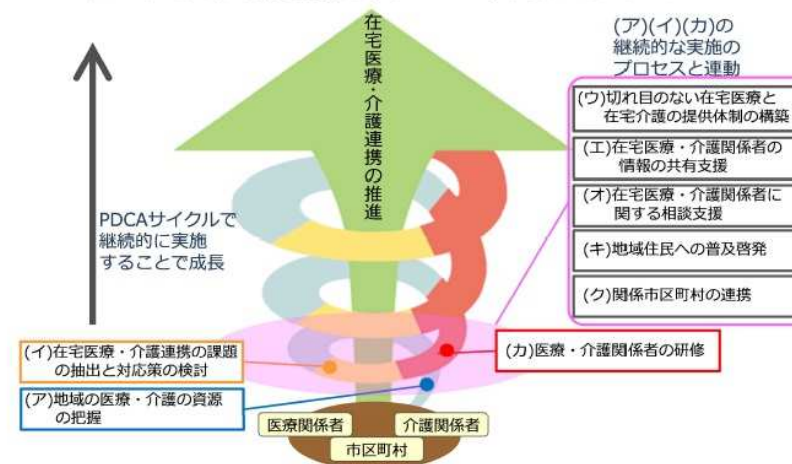 在宅医療・介護連携の推進
(ア)(イ)(カ)の
継続的な実施の
プロセスと連動
(ウ)切れ目のない在宅医療と
在宅介護の提供体制の構築
(エ)在宅医療・介護関係者の
情報の共有支援
(オ)在宅医療・介護関係者に
関する相談支援
(キ)地域住民への普及啓発
(ク)関係市区町村の連携
PDCAサイクルで
継続的に実施
することで成長
(イ)在宅医療・介護連携の課題
の抽出と対応策の検討
(カ)医療・介護関係者の研修
(ア)地域の医療・介護の資源
の把握
医療関係者
介護関係者
市区町村